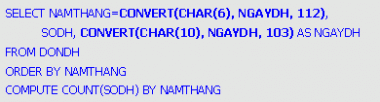 SELECT NAMTHANG=CONVERT(CHAR(6), NGAYDH, 112),
SODH, CONVERT(CHAR(10), NGAYDH, 103) AS NGAYDH
FROM DONDH
ORDER BY NAMTHANG
COMPUTE COUNT(SODH) BY NAMTHANG